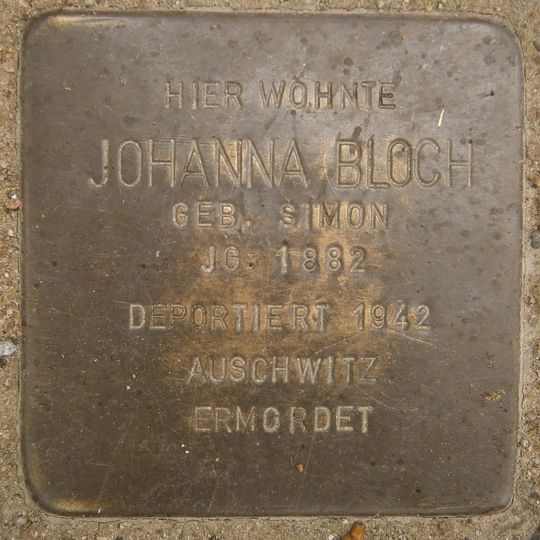 HIER WOHNTE
JOHANNA BLOCH
GEB. SIMON
JG. 1882
DEPORTIERT 1942
AUSCHWITZ
ERMORDET